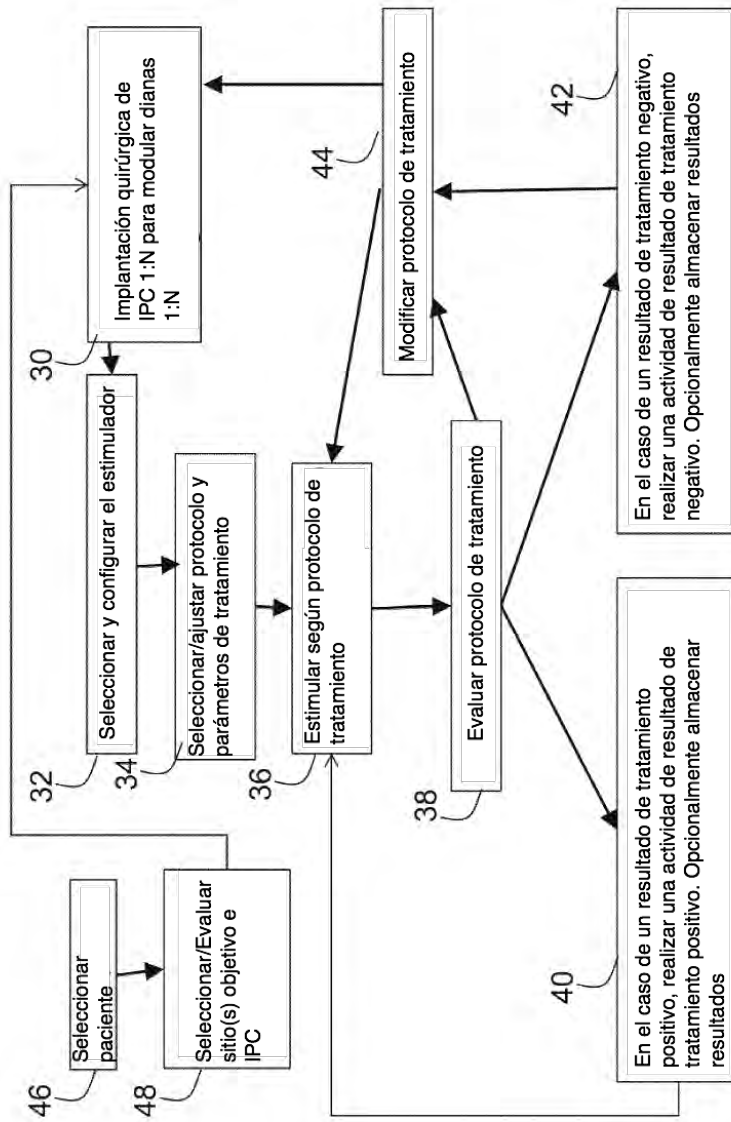 46
Seleccionar
paciente
48
Seleccionar/Evaluar
sitio(s) objetivo e
IPC
30
Implantación quirúrgica de
IPC 1:N para modular dianas
1:N
32
Seleccionar y configurar el estimulador
34
Seleccionar/ajustar protocolo y
parámetros de tratamiento
36
Estimular según protocolo de
tratamiento
38
Evaluar protocolo de tratamiento
44
Modificar protocolo de tratamiento
40
En el caso de un resultado de tratamiento
positivo, realizar una actividad de resultado de
tratamiento positivo. Opcionalmente almacenar
resultados
42
En el caso de un resultado de tratamiento negativo,
realizar una actividad de resultado de tratamiento
negativo. Opcionalmente almacenar resultados